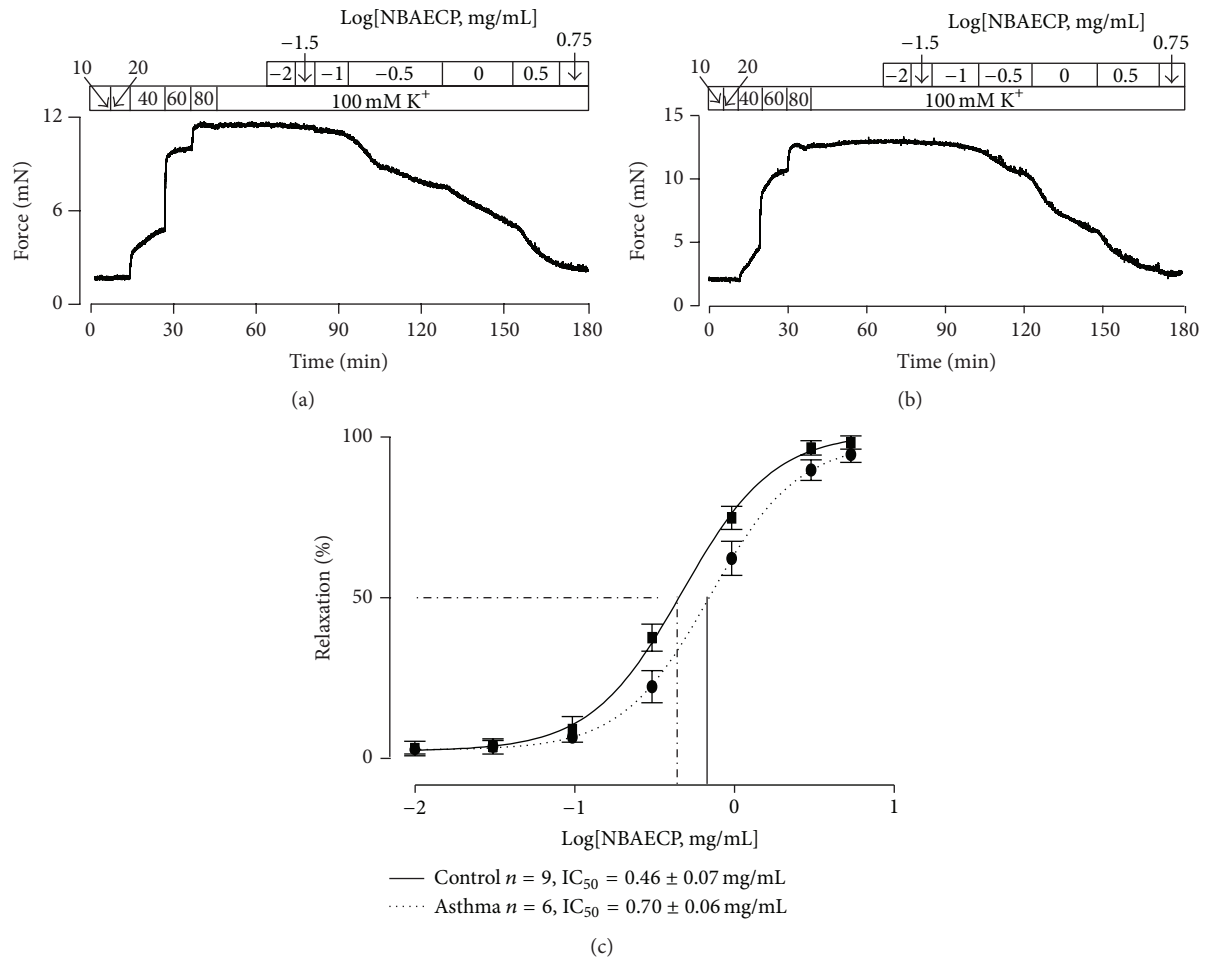 Log[NBAECP, mg/mL]
−1.5 0.75
−2 −1 −0.5 0 0.5
10 20
40 60 80 100 mM K⁺
12
6
0
Force (mN)
0 30 60 90 120 150 180
Time (min)
(a)
Log[NBAECP, mg/mL]
−1.5 0.75
−2 −1 −0.5 0 0.5
10 20
40 60 80 100 mM K⁺
15
10
5
0
Force (mN)
0 30 60 90 120 150 180
Time (min)
(b)
100
50
0
Relaxation (%)
−2 −1 0 1
Log[NBAECP, mg/mL]
Control n = 9, IC₅₀ = 0.46 ± 0.07 mg/mL
Asthma n = 6, IC₅₀ = 0.70 ± 0.06 mg/mL
(c)